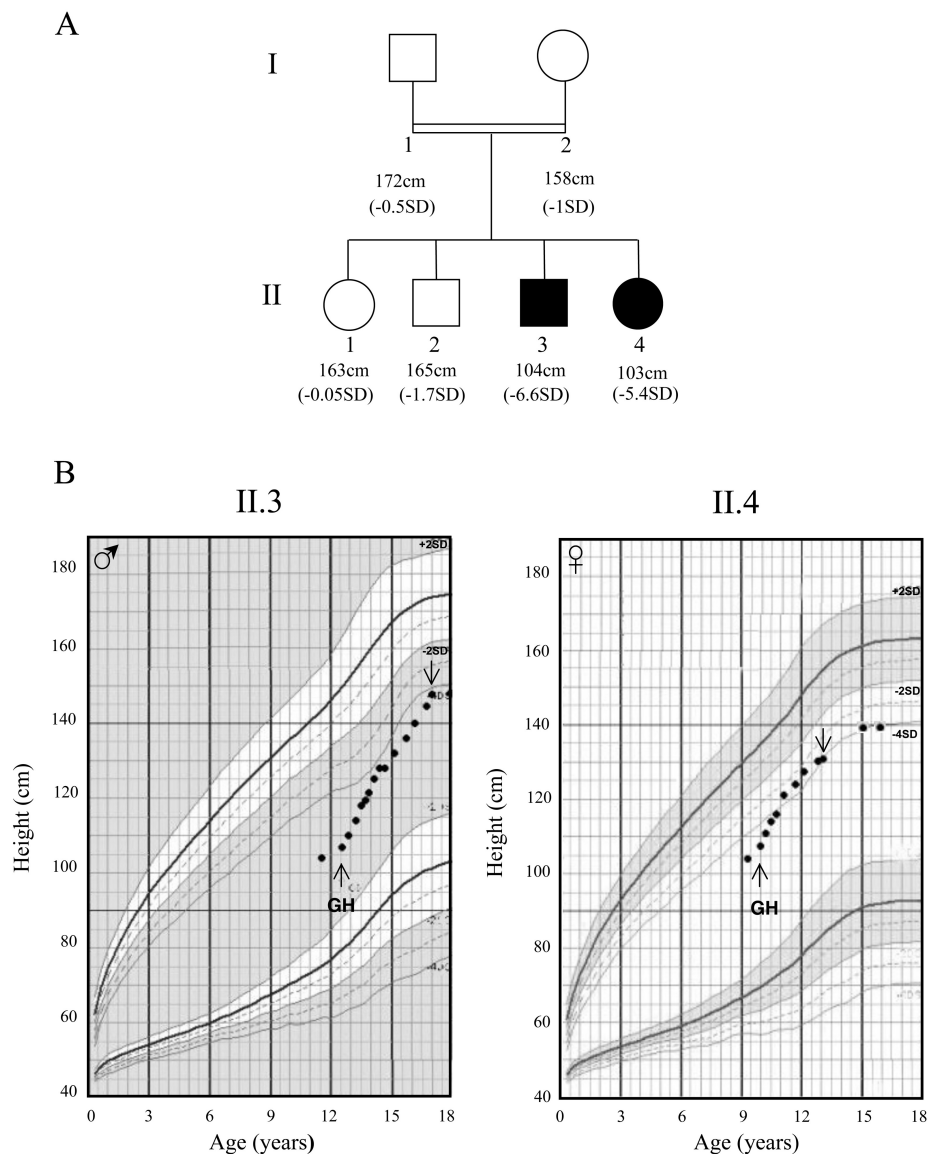 A
I
1 2
172cm 158cm
(-0.5SD) (-1SD)
II
1 2 3 4
163cm 165cm 104cm 103cm
(-0.05SD) (-1.7SD) (-6.6SD) (-5.4SD)
B
II.3
♂
+2SD
-2SD
GH
Height (cm)
180
160
140
120
100
80
60
40
0 3 6 9 12 15 18
Age (years)
II.4
♀
+2SD
-2SD
-4SD
GH
Height (cm)
180
160
140
120
100
80
60
40
0 3 6 9 12 15 18
Age (years)